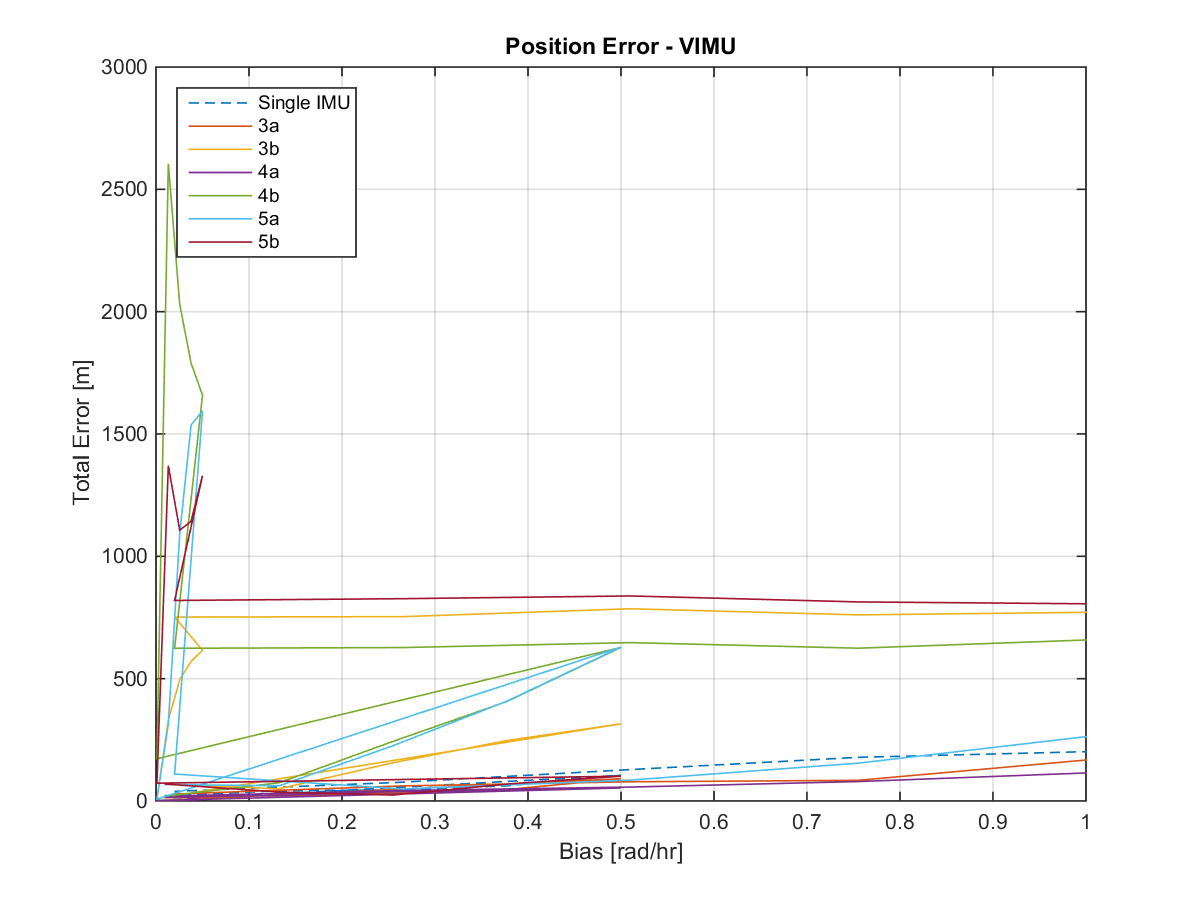 Position Error - VIMU
3000
2500
2000
1500
1000
500
0
Total Error [m]
Single IMU
3a
3b
4a
4b
5a
5b
0 0.1 0.2 0.3 0.4 0.5 0.6 0.7 0.8 0.9 1
Bias [rad/hr]